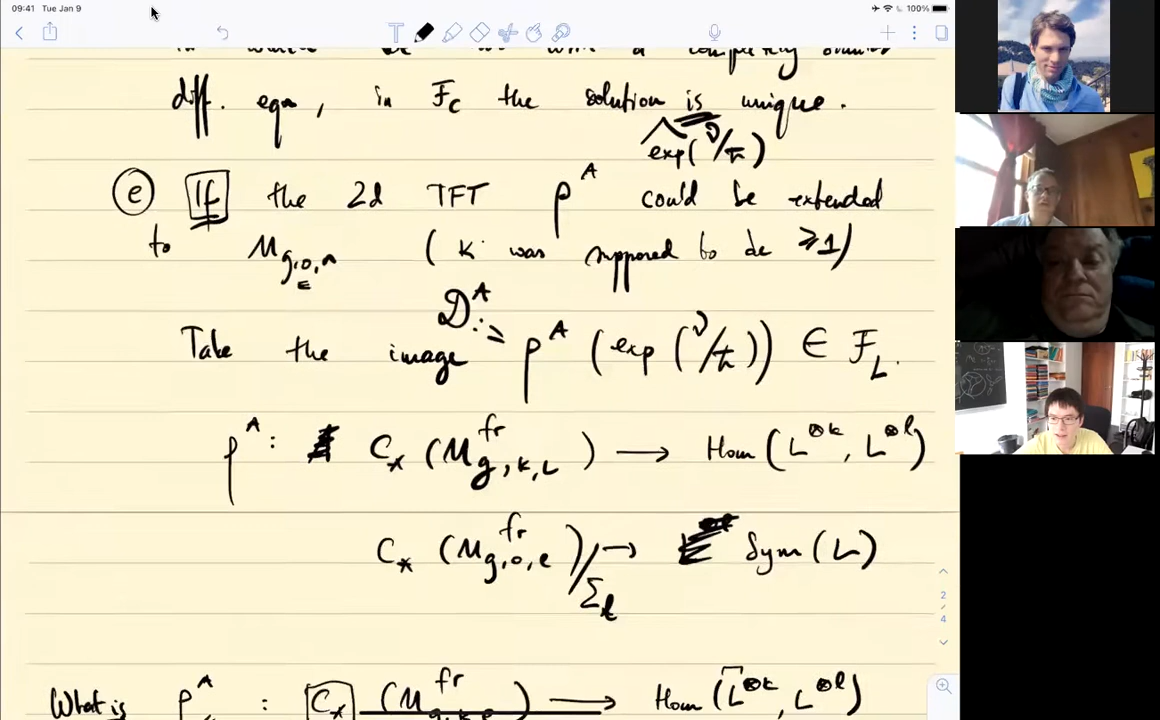 09:41 Tue Jan 9 100%
diff. eqn, in F_C the solution is unique.
exp(ν/ħ)
(e) If the 2d TFT ρ^A could be extended
to M_{g,0,n} (k was supposed to be ≥1)
D^A :=
Take the image ρ^A (exp(ν/ħ)) ∈ F_L.
ρ^A : C_* (M^{fr}_{g,k,l}) → Hom (L^{⊗k}, L^{⊗l})
C_* (M^{fr}_{g,0,l})/Σ_l → Sym (L)
2
/
4
What is ρ^A : C_* (M^{fr}_{g,k,l}) → Hom (L^{⊗k}, L^{⊗l})